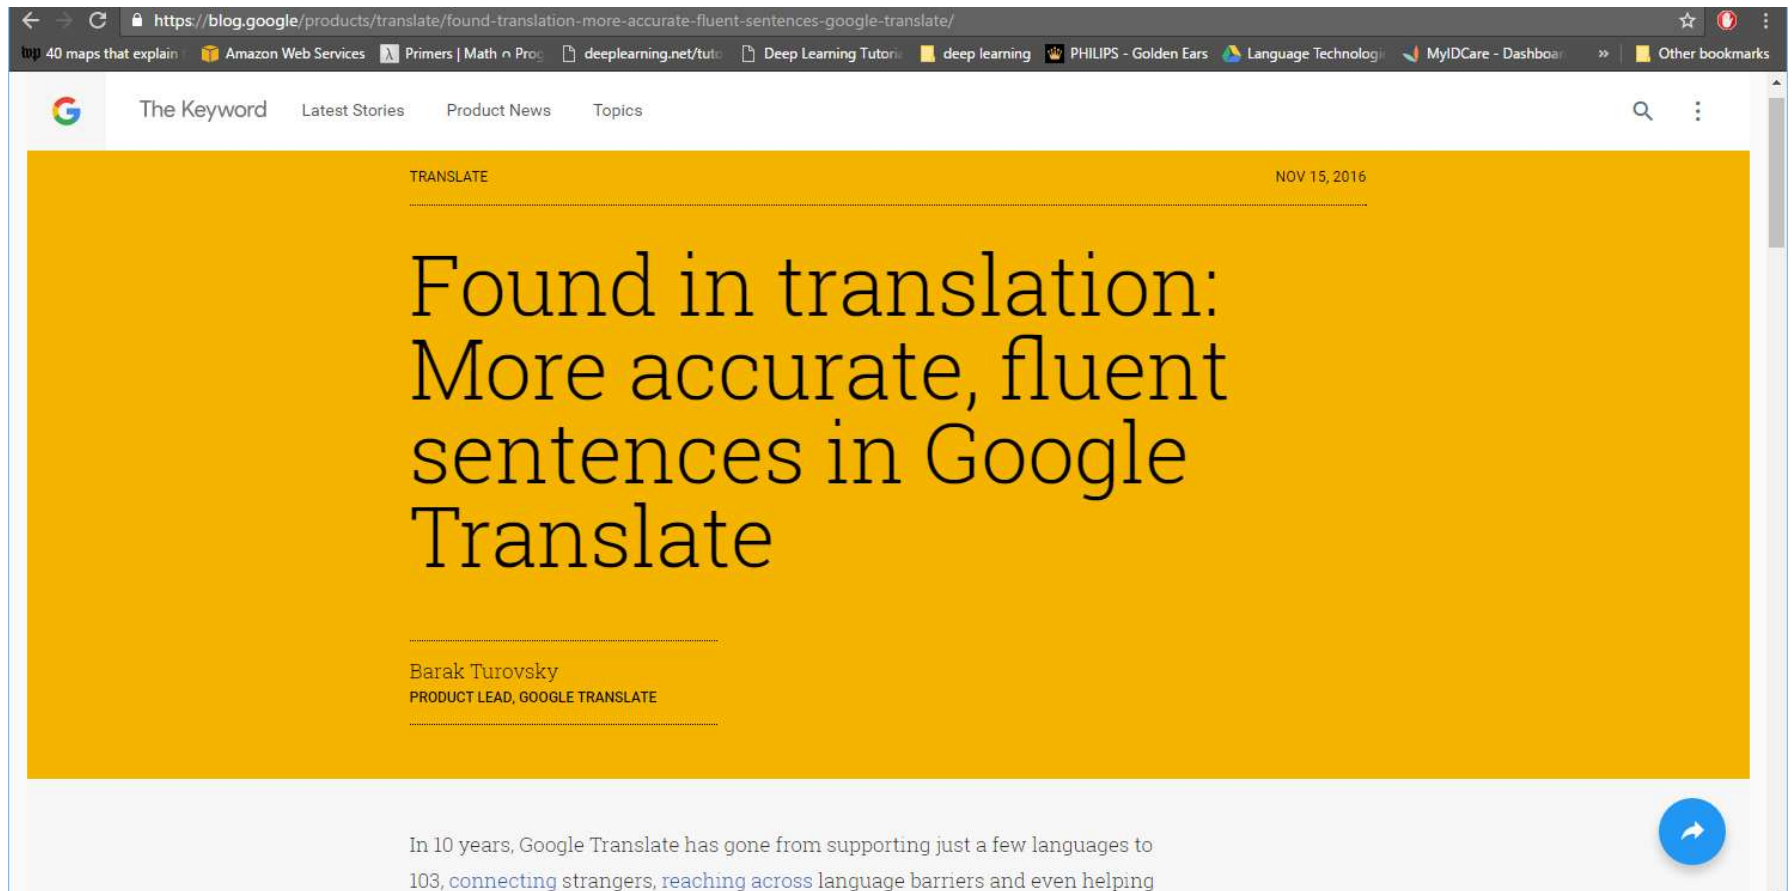 https://blog.google/products/translate/found-translation-more-accurate-fluent-sentences-google-translate/
40 maps that explain Amazon Web Services Primers | Math ∩ Prog deeplearning.net/tuto Deep Learning Tutori deep learning PHILIPS - Golden Ears Language Technologi MyIDCare - Dashboar » Other bookmarks
The Keyword Latest Stories Product News Topics
TRANSLATE NOV 15, 2016
Found in translation:
More accurate, fluent
sentences in Google
Translate
Barak Turovsky
PRODUCT LEAD, GOOGLE TRANSLATE
In 10 years, Google Translate has gone from supporting just a few languages to
103, connecting strangers, reaching across language barriers and even helping